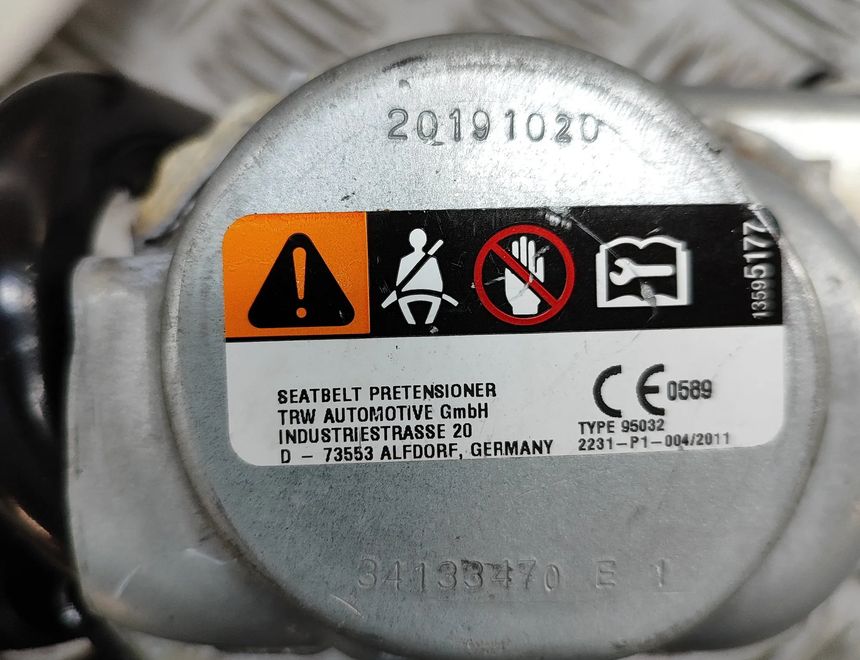 20191020
13595177
SEATBELT PRETENSIONER
TRW AUTOMOTIVE GmbH
INDUSTRIESTRASSE 20
D - 73553 ALFDORF, GERMANY
CE 0589
TYPE 95032
2231-P1-004/2011
34133470 E 1